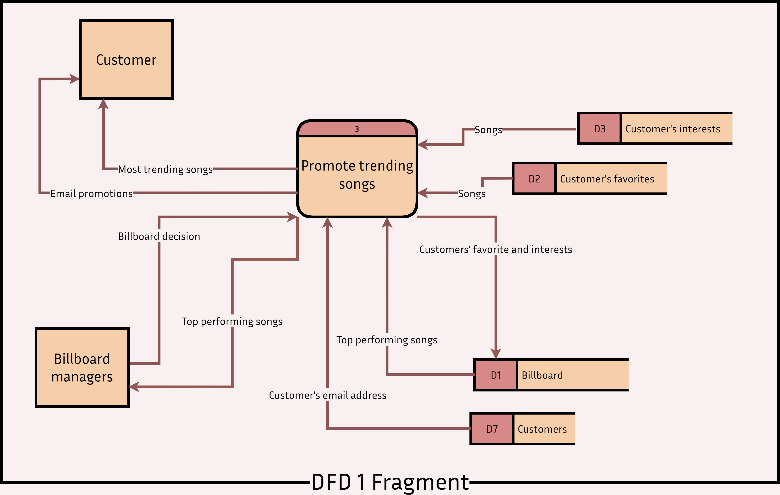 Customer
3
Promote trending
songs
Songs
D3
Customer's interests
Songs
D2
Customer's favorites
Most trending songs
Email promotions
Billboard decision
Customers' favorite and interests
Top performing songs
Top performing songs
Billboard
managers
D1
Billboard
Customer's email address
D7
Customers
DFD 1 Fragment